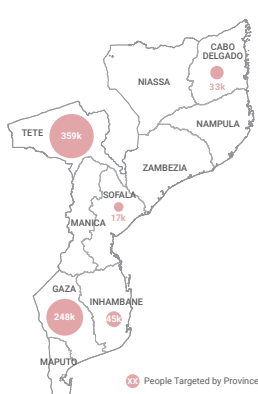 CABO
DELGADO
33k
NIASSA
NAMPULA
TETE
359k
ZAMBEZIA
SOFALA
17k
MANICA
GAZA
248k
INHAMBANE
45k
MAPUTO
XX People Targeted by Province